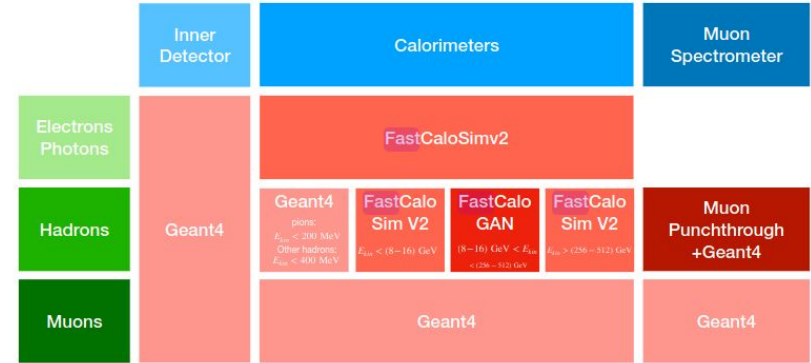 Inner
Detector
Calorimeters
Muon
Spectrometer
Electrons
Photons
FastCaloSimv2
Hadrons
Geant4
Geant4
pions:
E_kin < 200 MeV
Other hadrons:
E_kin < 400 MeV
FastCalo
Sim V2
E_kin < (8−16) GeV
FastCalo
GAN
(8−16) GeV < E_kin
< (256 − 512) GeV
FastCalo
Sim V2
E_kin > (256 − 512) GeV
Muon
Punchthrough
+Geant4
Muons
Geant4
Geant4